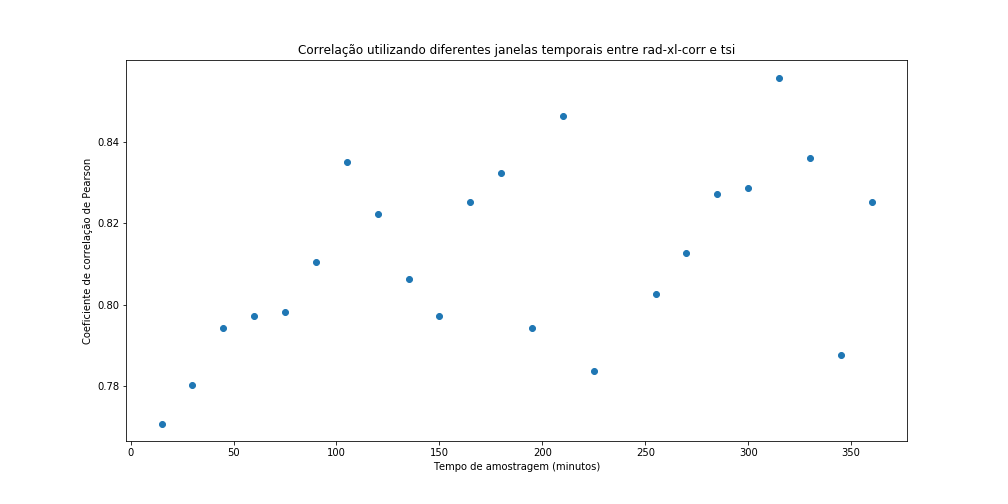 Correlação utilizando diferentes janelas temporais entre rad-xl-corr e tsi
Coeficiente de correlação de Pearson
0.84
0.82
0.80
0.78
0 50 100 150 200 250 300 350
Tempo de amostragem (minutos)